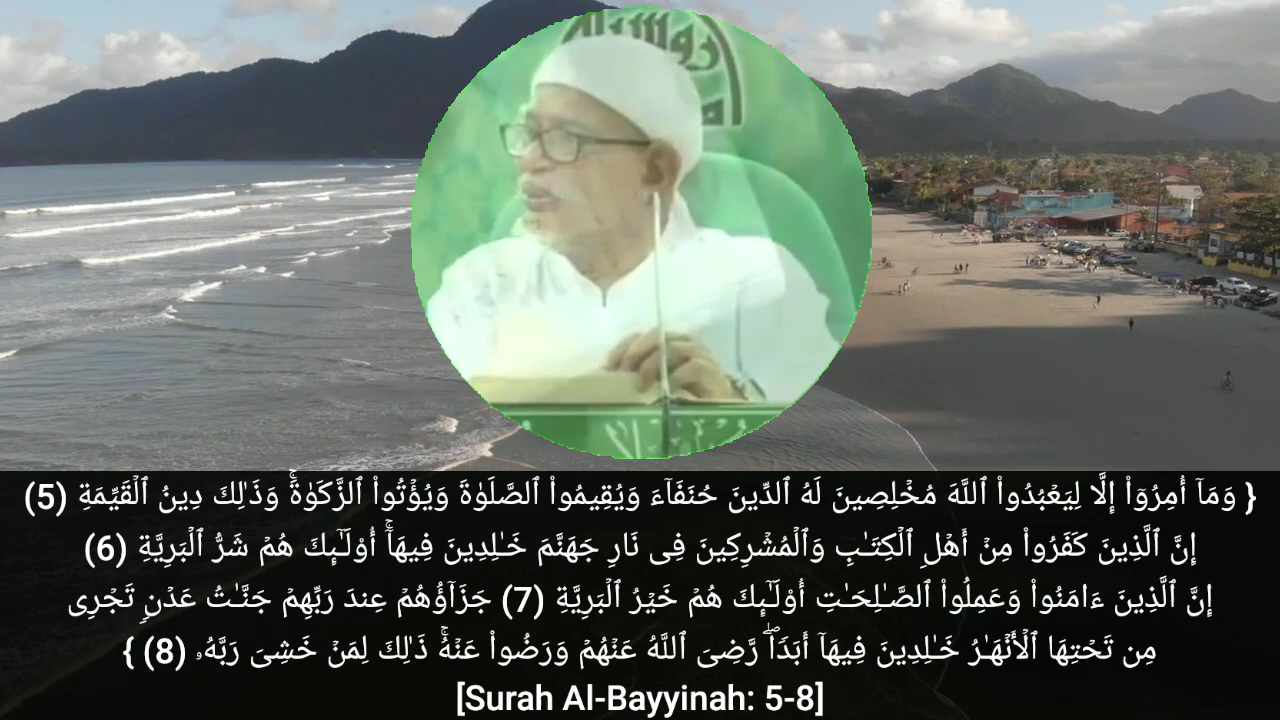 { وَمَآ أُمِرُوٓا۟ إِلَّا لِيَعْبُدُوا۟ ٱللَّهَ مُخْلِصِينَ لَهُ ٱلدِّينَ حُنَفَآءَ وَيُقِيمُوا۟ ٱلصَّلَوٰةَ وَيُؤْتُوا۟ ٱلزَّكَوٰةَۚ وَذَٰلِكَ دِينُ ٱلْقَيِّمَةِ (5)
إِنَّ ٱلَّذِينَ كَفَرُوا۟ مِنْ أَهْلِ ٱلْكِتَـٰبِ وَٱلْمُشْرِكِينَ فِى نَارِ جَهَنَّمَ خَـٰلِدِينَ فِيهَآۚ أُو۟لَـٰٓئِكَ هُمْ شَرُّ ٱلْبَرِيَّةِ (6)
إِنَّ ٱلَّذِينَ ءَامَنُوا۟ وَعَمِلُوا۟ ٱلصَّـٰلِحَـٰتِ أُو۟لَـٰٓئِكَ هُمْ خَيْرُ ٱلْبَرِيَّةِ (7) جَزَآؤُهُمْ عِندَ رَبِّهِمْ جَنَّـٰتُ عَدْنٍ تَجْرِى
مِن تَحْتِهَا ٱلْأَنْهَـٰرُ خَـٰلِدِينَ فِيهَآ أَبَدًاۖ رَّضِىَ ٱللَّهُ عَنْهُمْ وَرَضُوا۟ عَنْهُۚ ذَٰلِكَ لِمَنْ خَشِىَ رَبَّهُۥ (8) }
[Surah Al-Bayyinah: 5-8]